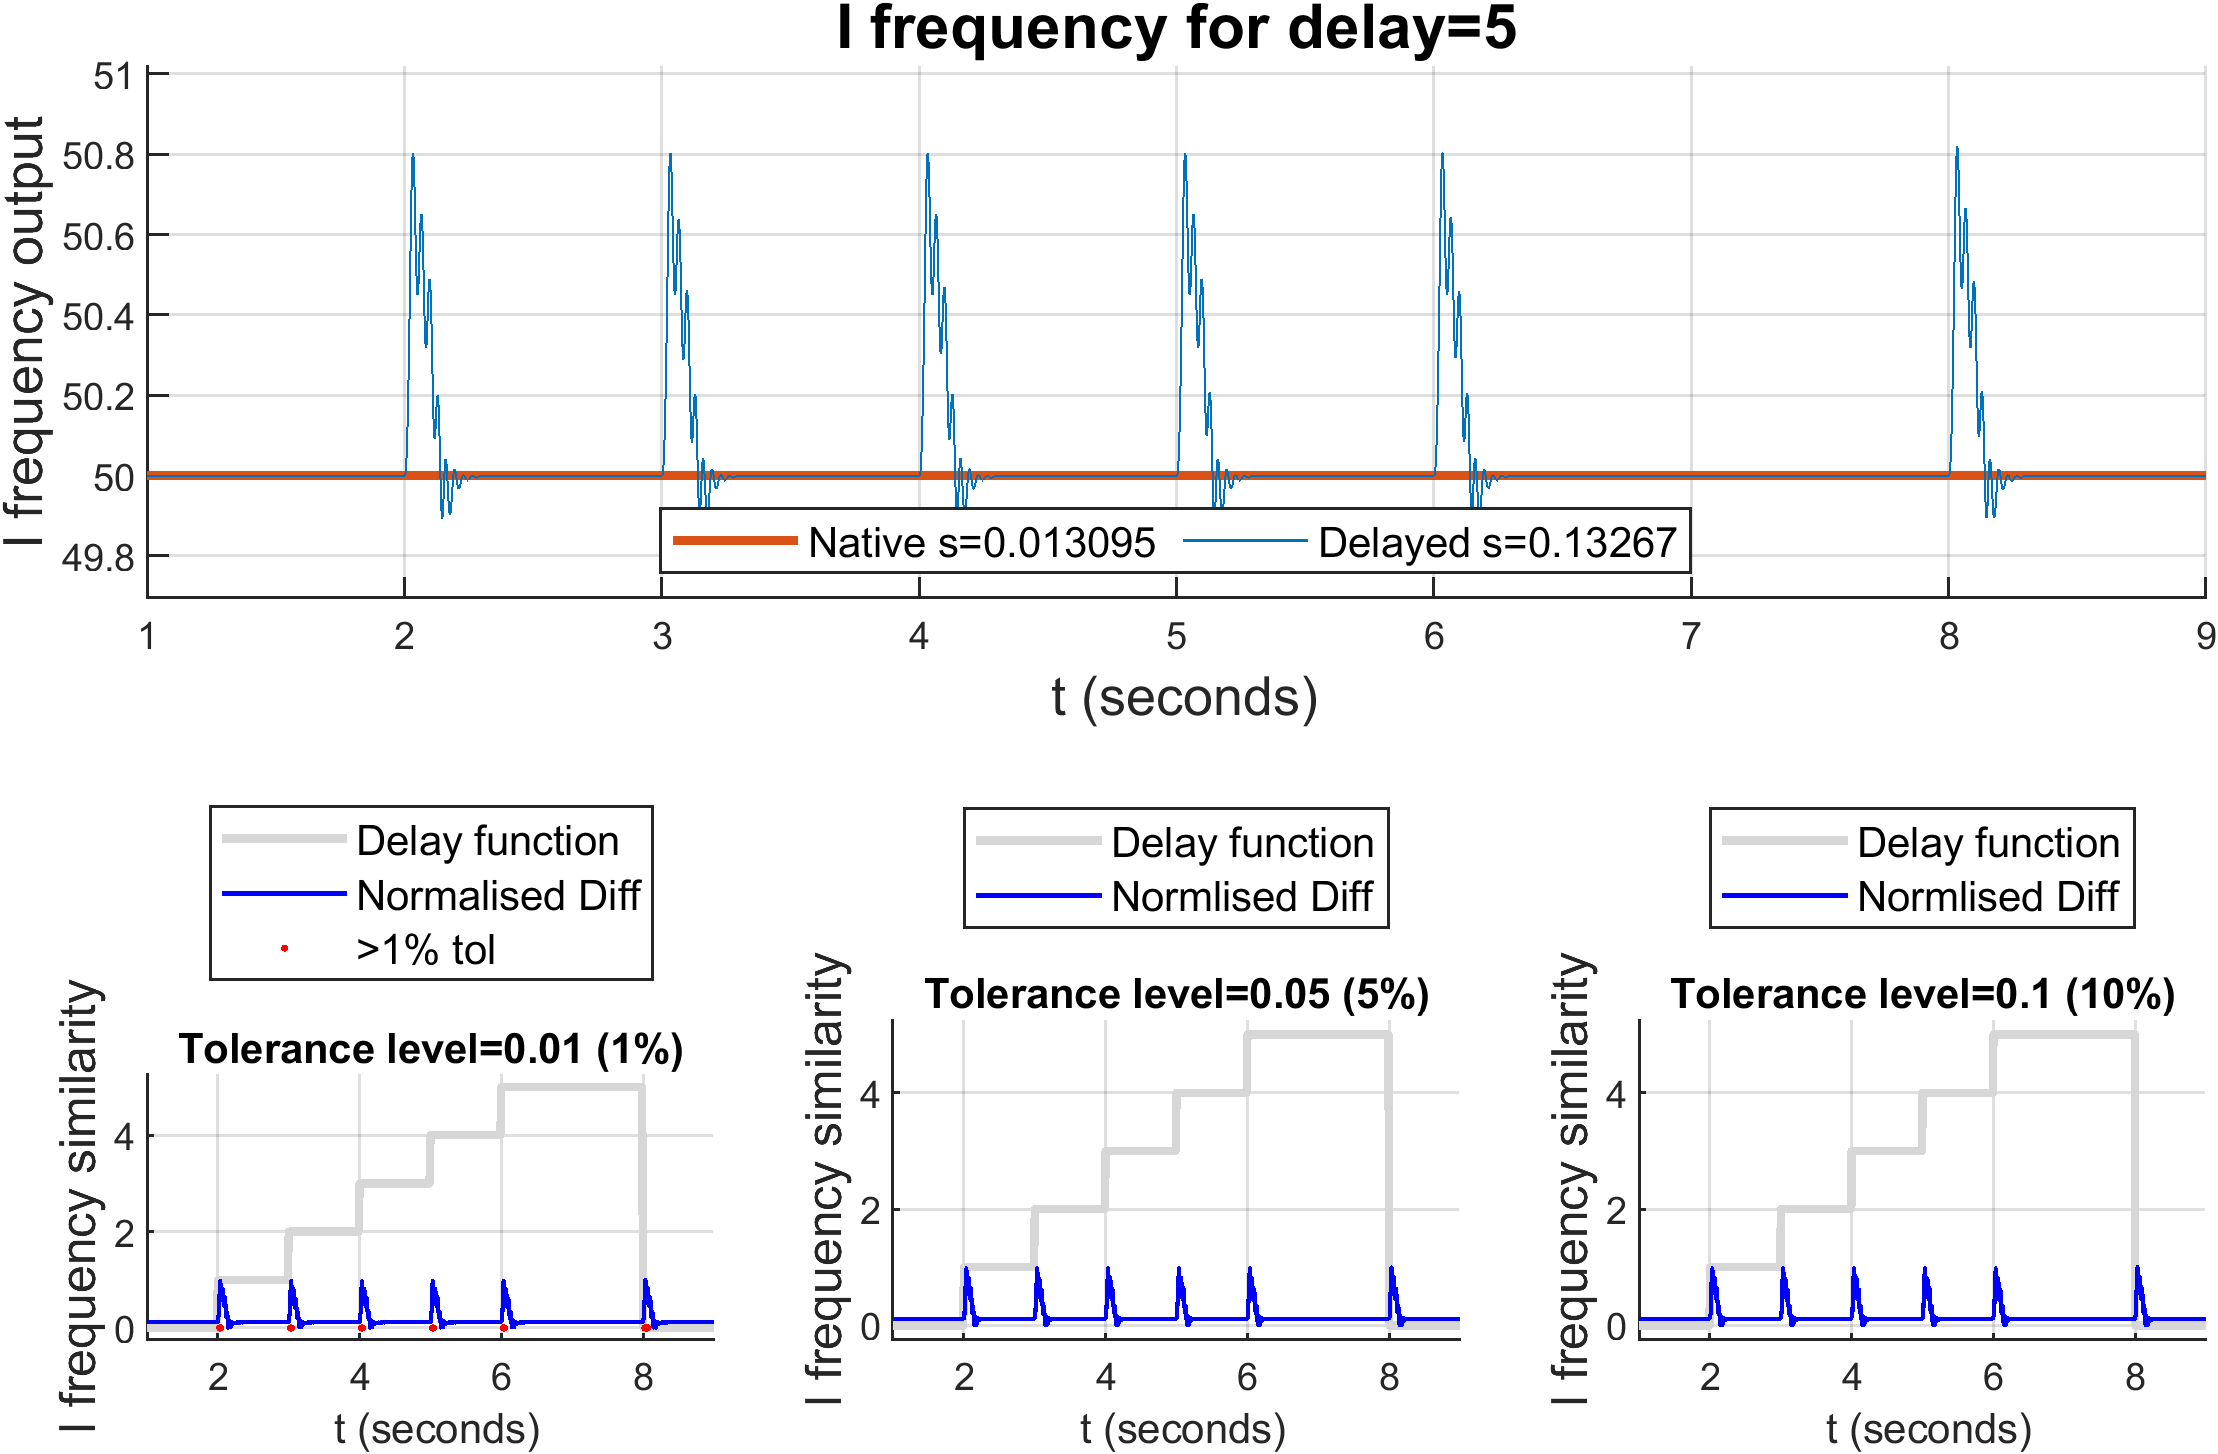 I frequency for delay=5
I frequency output
51
50.8
50.6
50.4
50.2
50
49.8
Native s=0.013095 Delayed s=0.13267
1 2 3 4 5 6 7 8 9
t (seconds)
Delay function
Normalised Diff
>1% tol
Tolerance level=0.01 (1%)
I frequency similarity
4
2
0
2 4 6 8
t (seconds)
Delay function
Normlised Diff
Tolerance level=0.05 (5%)
I frequency similarity
4
2
0
2 4 6 8
t (seconds)
Delay function
Normlised Diff
Tolerance level=0.1 (10%)
I frequency similarity
4
2
0
2 4 6 8
t (seconds)